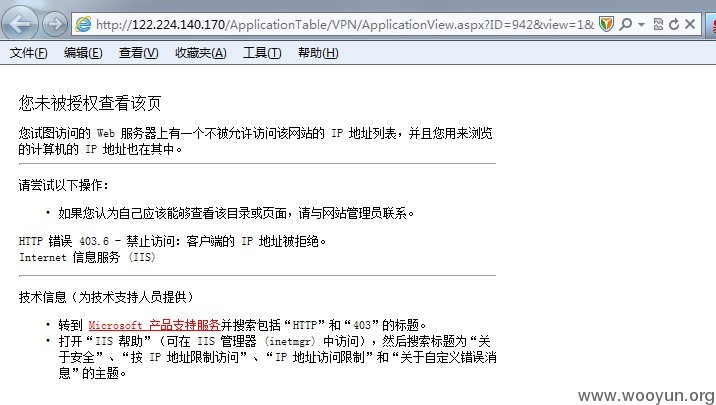 http://122.224.140.170/ApplicationTable/VPN/ApplicationView.aspx?ID=942&view=1&
文件(F) 编辑(E) 查看(V) 收藏夹(A) 工具(T) 帮助(H)
您未被授权查看该页
您试图访问的 Web 服务器上有一个不被允许访问该网站的 IP 地址列表，并且您用来浏览
的计算机的 IP 地址也在其中。
请尝试以下操作：
• 如果您认为自己应该能够查看该目录或页面，请与网站管理员联系。
HTTP 错误 403.6 - 禁止访问：客户端的 IP 地址被拒绝。
Internet 信息服务 (IIS)
技术信息（为技术支持人员提供）
• 转到 Microsoft 产品支持服务并搜索包括“HTTP”和“403”的标题。
• 打开“IIS 帮助”（可在 IIS 管理器 (inetmgr) 中访问），然后搜索标题为“关
于安全”、“按 IP 地址限制访问”、“IP 地址访问限制”和“关于自定义错误消
息”的主题。
www.wooyun.org